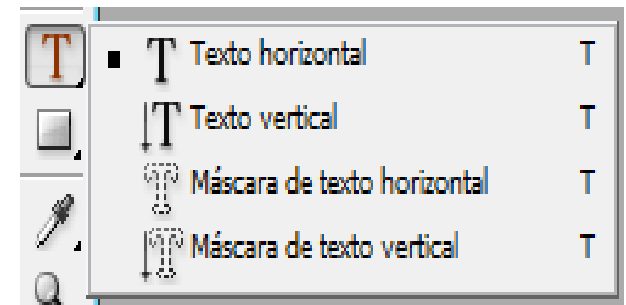 Texto horizontal T
Texto vertical T
Máscara de texto horizontal T
Máscara de texto vertical T